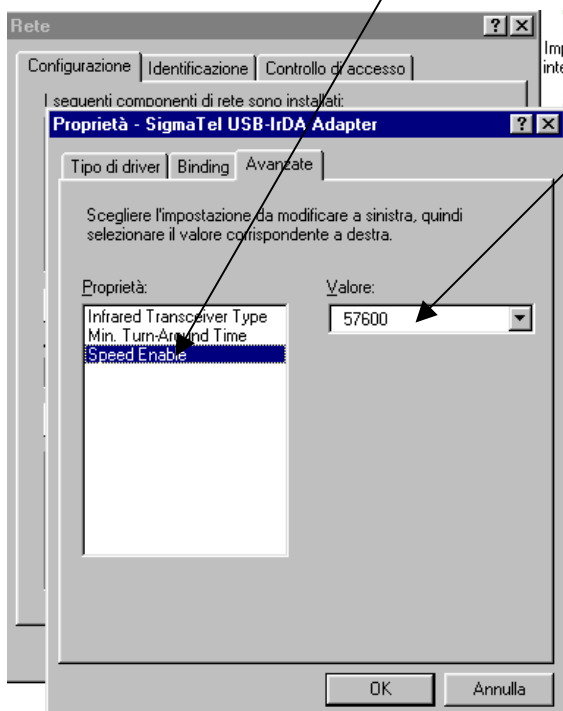 Rete
Imp
inte
Configurazione Identificazione Controllo di accesso
I seguenti componenti di rete sono installati:
Proprietà - SigmaTel USB-IrDA Adapter
Tipo di driver Binding Avanzate
Scegliere l'impostazione da modificare a sinistra, quindi
selezionare il valore corrispondente a destra.
Proprietà:
Infrared Transceiver Type
Min. Turn-Around Time
Speed Enable
Valore:
57600
OK Annulla